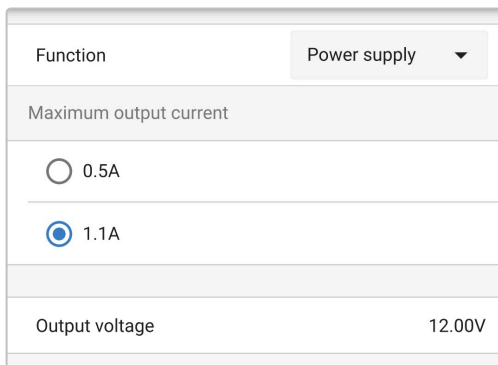 Function
Power supply
Maximum output current
0.5A
1.1A
Output voltage
12.00V